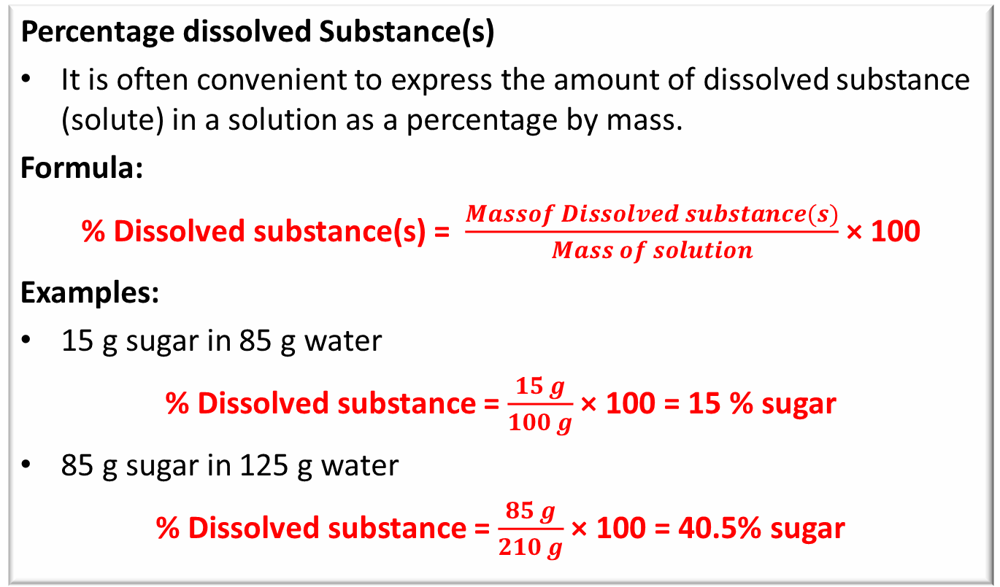 Percentage dissolved Substance(s)
• It is often convenient to express the amount of dissolved substance
(solute) in a solution as a percentage by mass.
Formula:
% Dissolved substance(s) = Massof Dissolved substance(s) / Mass of solution × 100
Examples:
• 15 g sugar in 85 g water
% Dissolved substance = 15 g / 100 g × 100 = 15 % sugar
• 85 g sugar in 125 g water
% Dissolved substance = 85 g / 210 g × 100 = 40.5% sugar